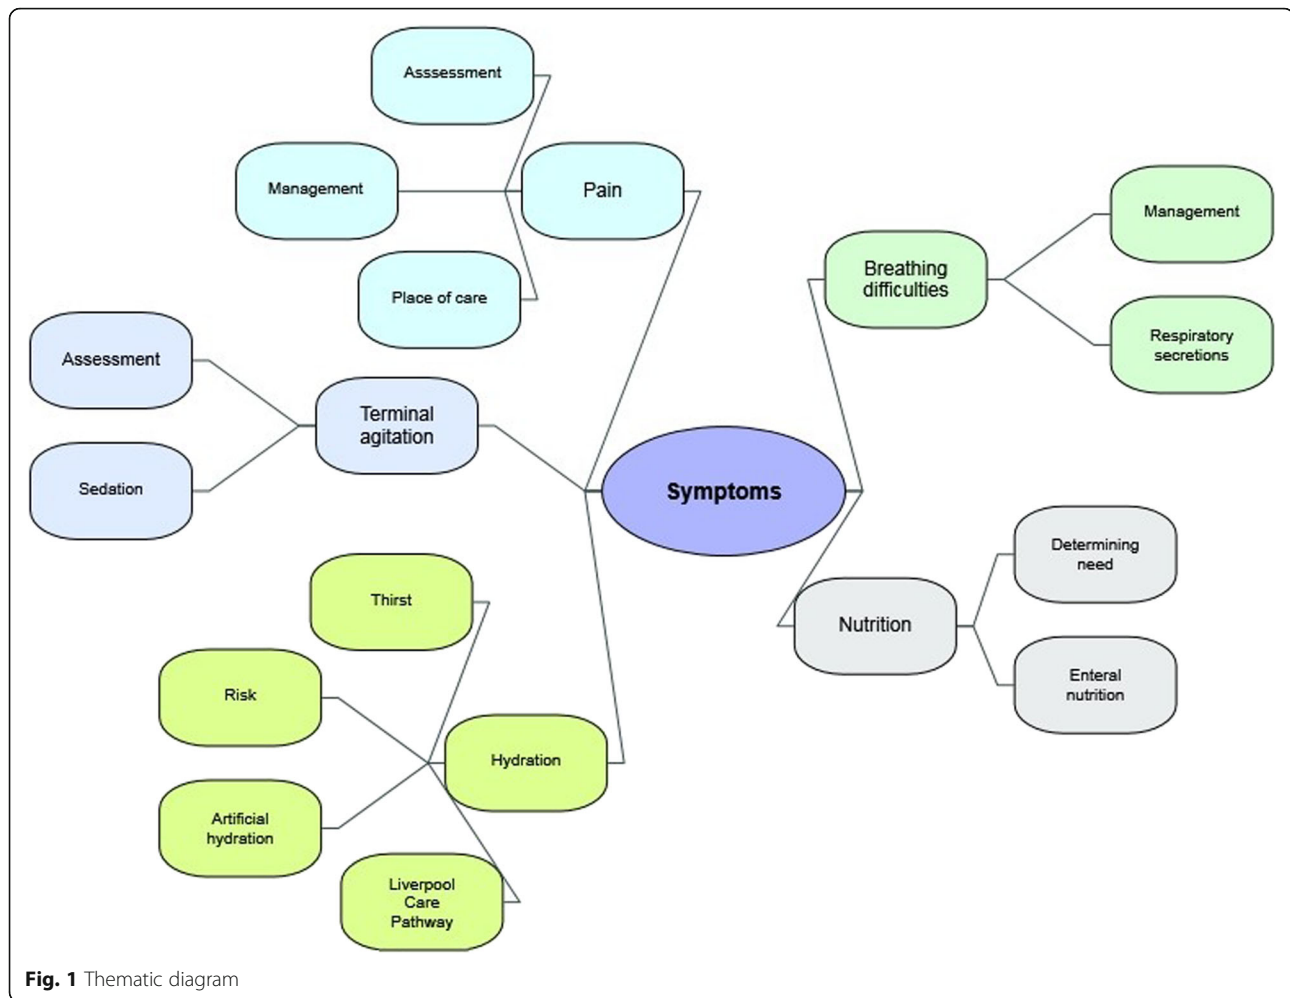 Asssessment
Management
Pain
Place of care
Breathing
difficulties
Management
Respiratory
secretions
Assessment
Terminal
agitation
Sedation
Symptoms
Thirst
Risk
Hydration
Artificial
hydration
Liverpool
Care
Pathway
Nutrition
Determining
need
Enteral
nutrition
Fig. 1 Thematic diagram